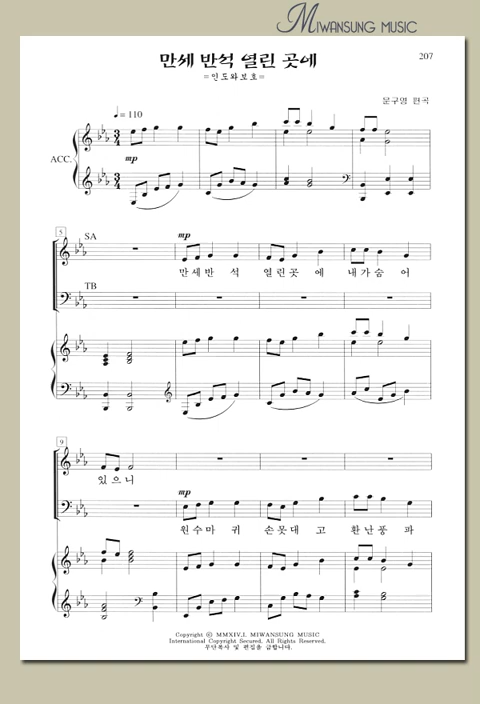 MIWANSUNG MUSIC
만세 반석 열린 곳에
207
=인도와보호=
문구영 편곡
♩= 110
ACC.
mp
5
SA
mp
만세반 석 열린곳 에 내가숨 어
TB
9
있으니
mp
원수마 귀 손못대 고 환난풍 파
Copyright © MMXIV,I, MIWANSUNG MUSIC
International Copyright Secured. All Rights Reserved.
무단복사 및 편집을 금합니다.